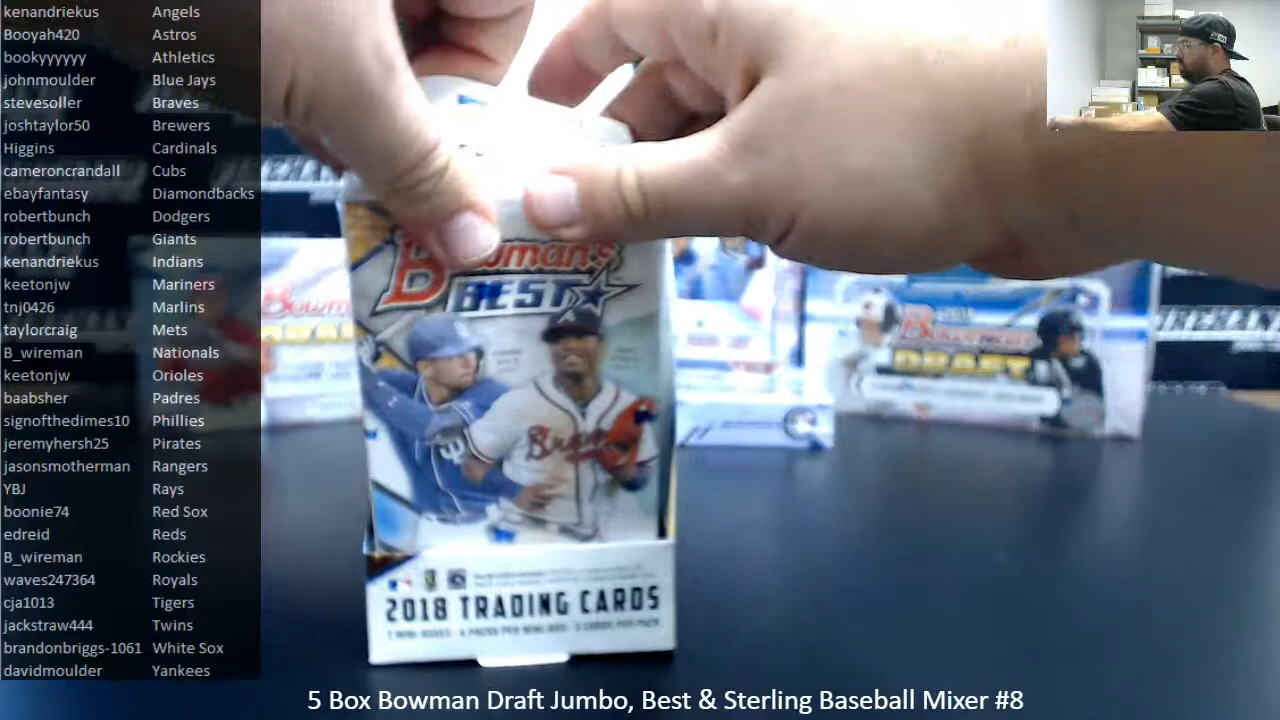 kenandriekus Angels
Booyah420 Astros
bookyyyyyy Athletics
johnmoulder Blue Jays
stevesoller Braves
joshtaylor50 Brewers
Higgins Cardinals
cameroncrandall Cubs
ebayfantasy Diamondbacks
robertbunch Dodgers
robertbunch Giants
kenandriekus Indians
keetonjw Mariners
tnj0426 Marlins
taylorcraig Mets
B_wireman Nationals
keetonjw Orioles
baabsher Padres
signofthedimes10 Phillies
jeremyhersh25 Pirates
jasonsmotherman Rangers
YBJ Rays
boonie74 Red Sox
edreid Reds
B_wireman Rockies
waves247364 Royals
cja1013 Tigers
jackstraw444 Twins
brandonbriggs-1061 White Sox
davidmoulder Yankees
Bowman's
BEST
2018 TRADING CARDS
Bowman
DRAFT
5 Box Bowman Draft Jumbo, Best & Sterling Baseball Mixer #8